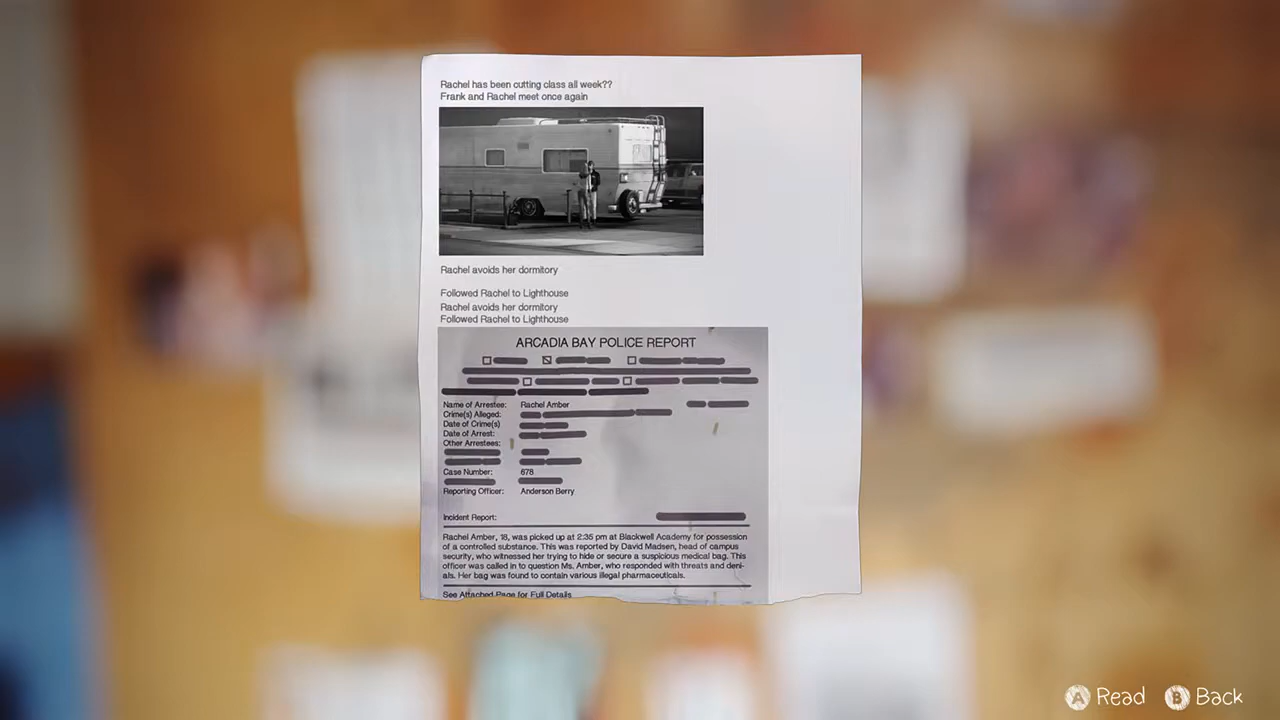 Rachel has been cutting class all week??
Frank and Rachel meet once again
Rachel avoids her dormitory
Followed Rachel to Lighthouse
Rachel avoids her dormitory
Followed Rachel to Lighthouse
ARCADIA BAY POLICE REPORT
Name of Arrestee: Rachel Amber
Crime(s) Alleged:
Date of Crime(s)
Date of Arrest:
Other Arrestees:
Case Number: 678
Reporting Officer: Anderson Berry
Incident Report:
Rachel Amber, 18, was picked up at 2:35 pm at Blackwell Academy for possession
of a controlled substance. This was reported by David Madsen, head of campus
security, who witnessed her trying to hide or secure a suspicious medical bag. This
officer was called in to question Ms. Amber, who responded with threats and deni-
als. Her bag was found to contain various illegal pharmaceuticals.
See Attached Page for Full Details
A Read B Back